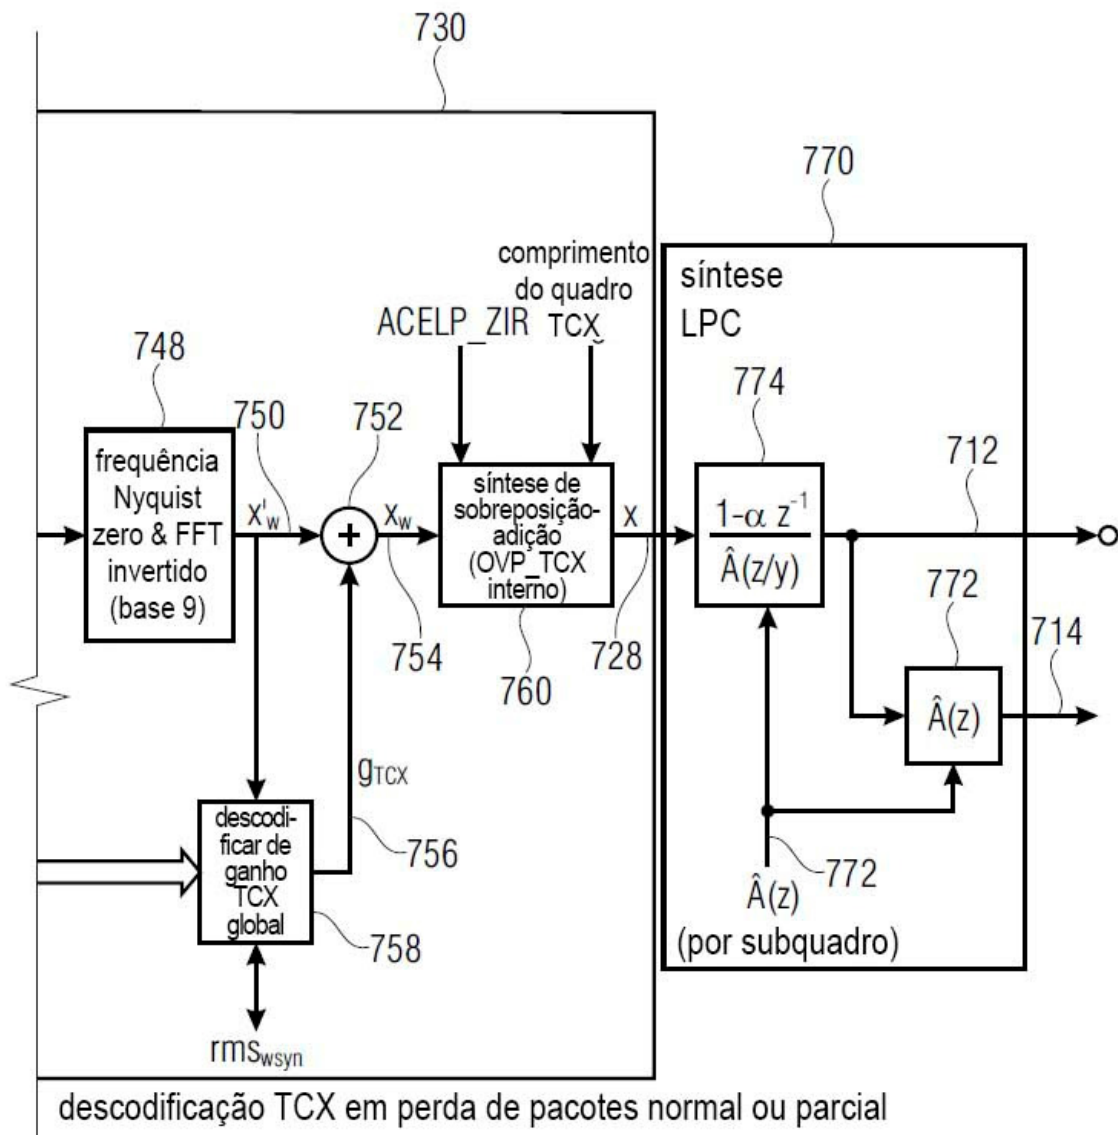 730
770
comprimento
do quadro
TCX
ACELP_ZIR
síntese
LPC
748
750
752
774
712
frequência
Nyquist
zero & FFT
invertido
(base 9)
x'w
+
xw
síntese de
sobreposição-
adição
(OVP_TCX
interno)
x
1-α z⁻¹
Â(z/y)
772
754
760
728
714
Â(z)
gTCX
descodi-
ficar de
ganho
TCX
global
756
758
772
Â(z)
(por subquadro)
rmswsyn
descodificação TCX em perda de pacotes normal ou parcial